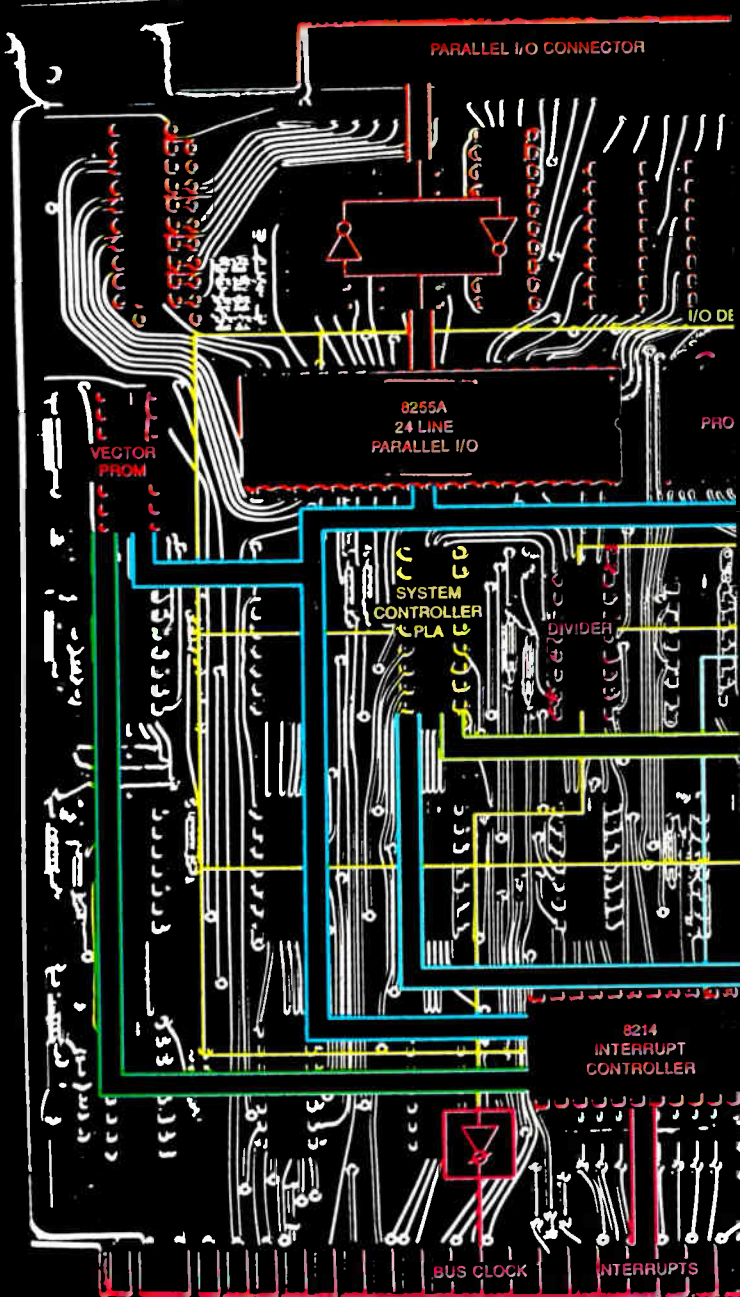 PARALLEL I/O CONNECTOR
I/O DE
8255A
24 LINE
PARALLEL I/O
PRO
VECTOR
PROM
SYSTEM
CONTROLLER
PLA
DIVIDER
8214
INTERRUPT
CONTROLLER
BUS CLOCK
INTERRUPTS